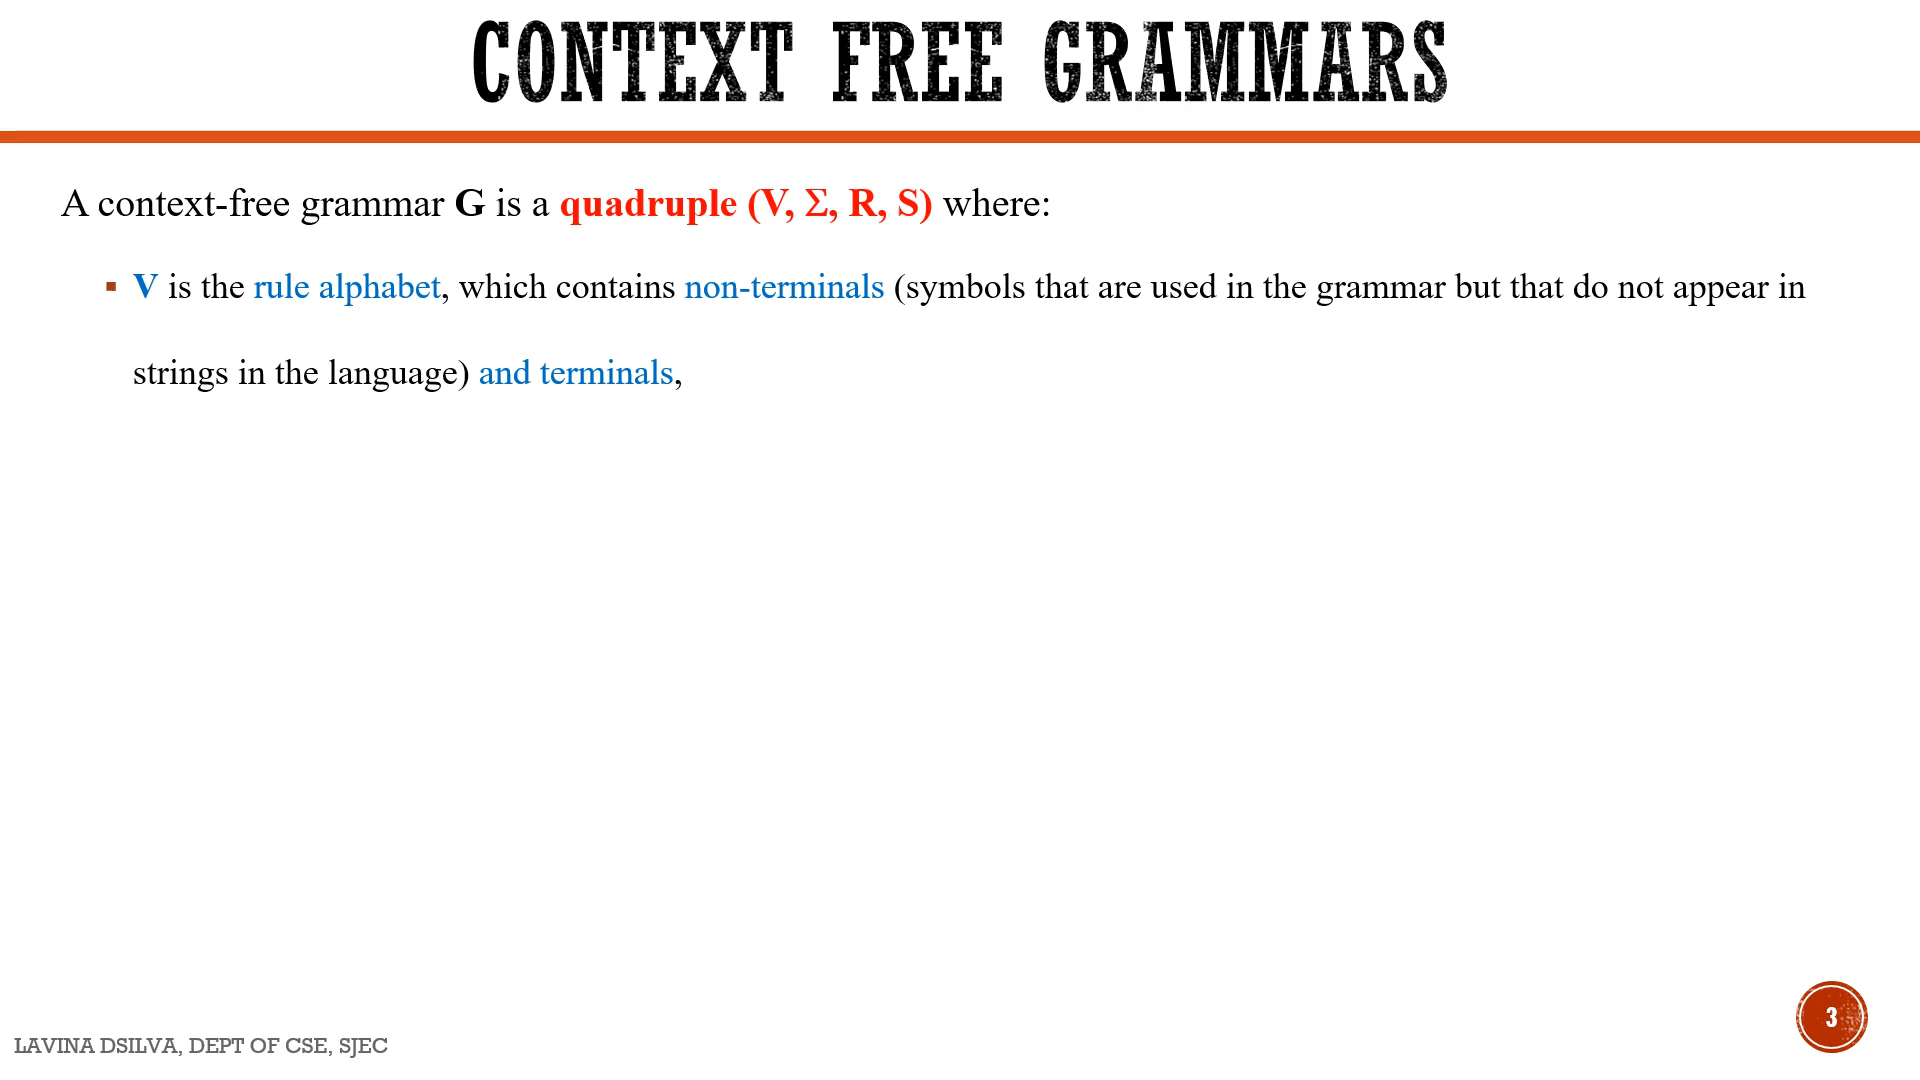 CONTEXT FREE GRAMMARS
A context-free grammar G is a quadruple (V, Σ, R, S) where:
▪ V is the rule alphabet, which contains non-terminals (symbols that are used in the grammar but that do not appear in
strings in the language) and terminals,
LAVINA DSILVA, DEPT OF CSE, SJEC
3